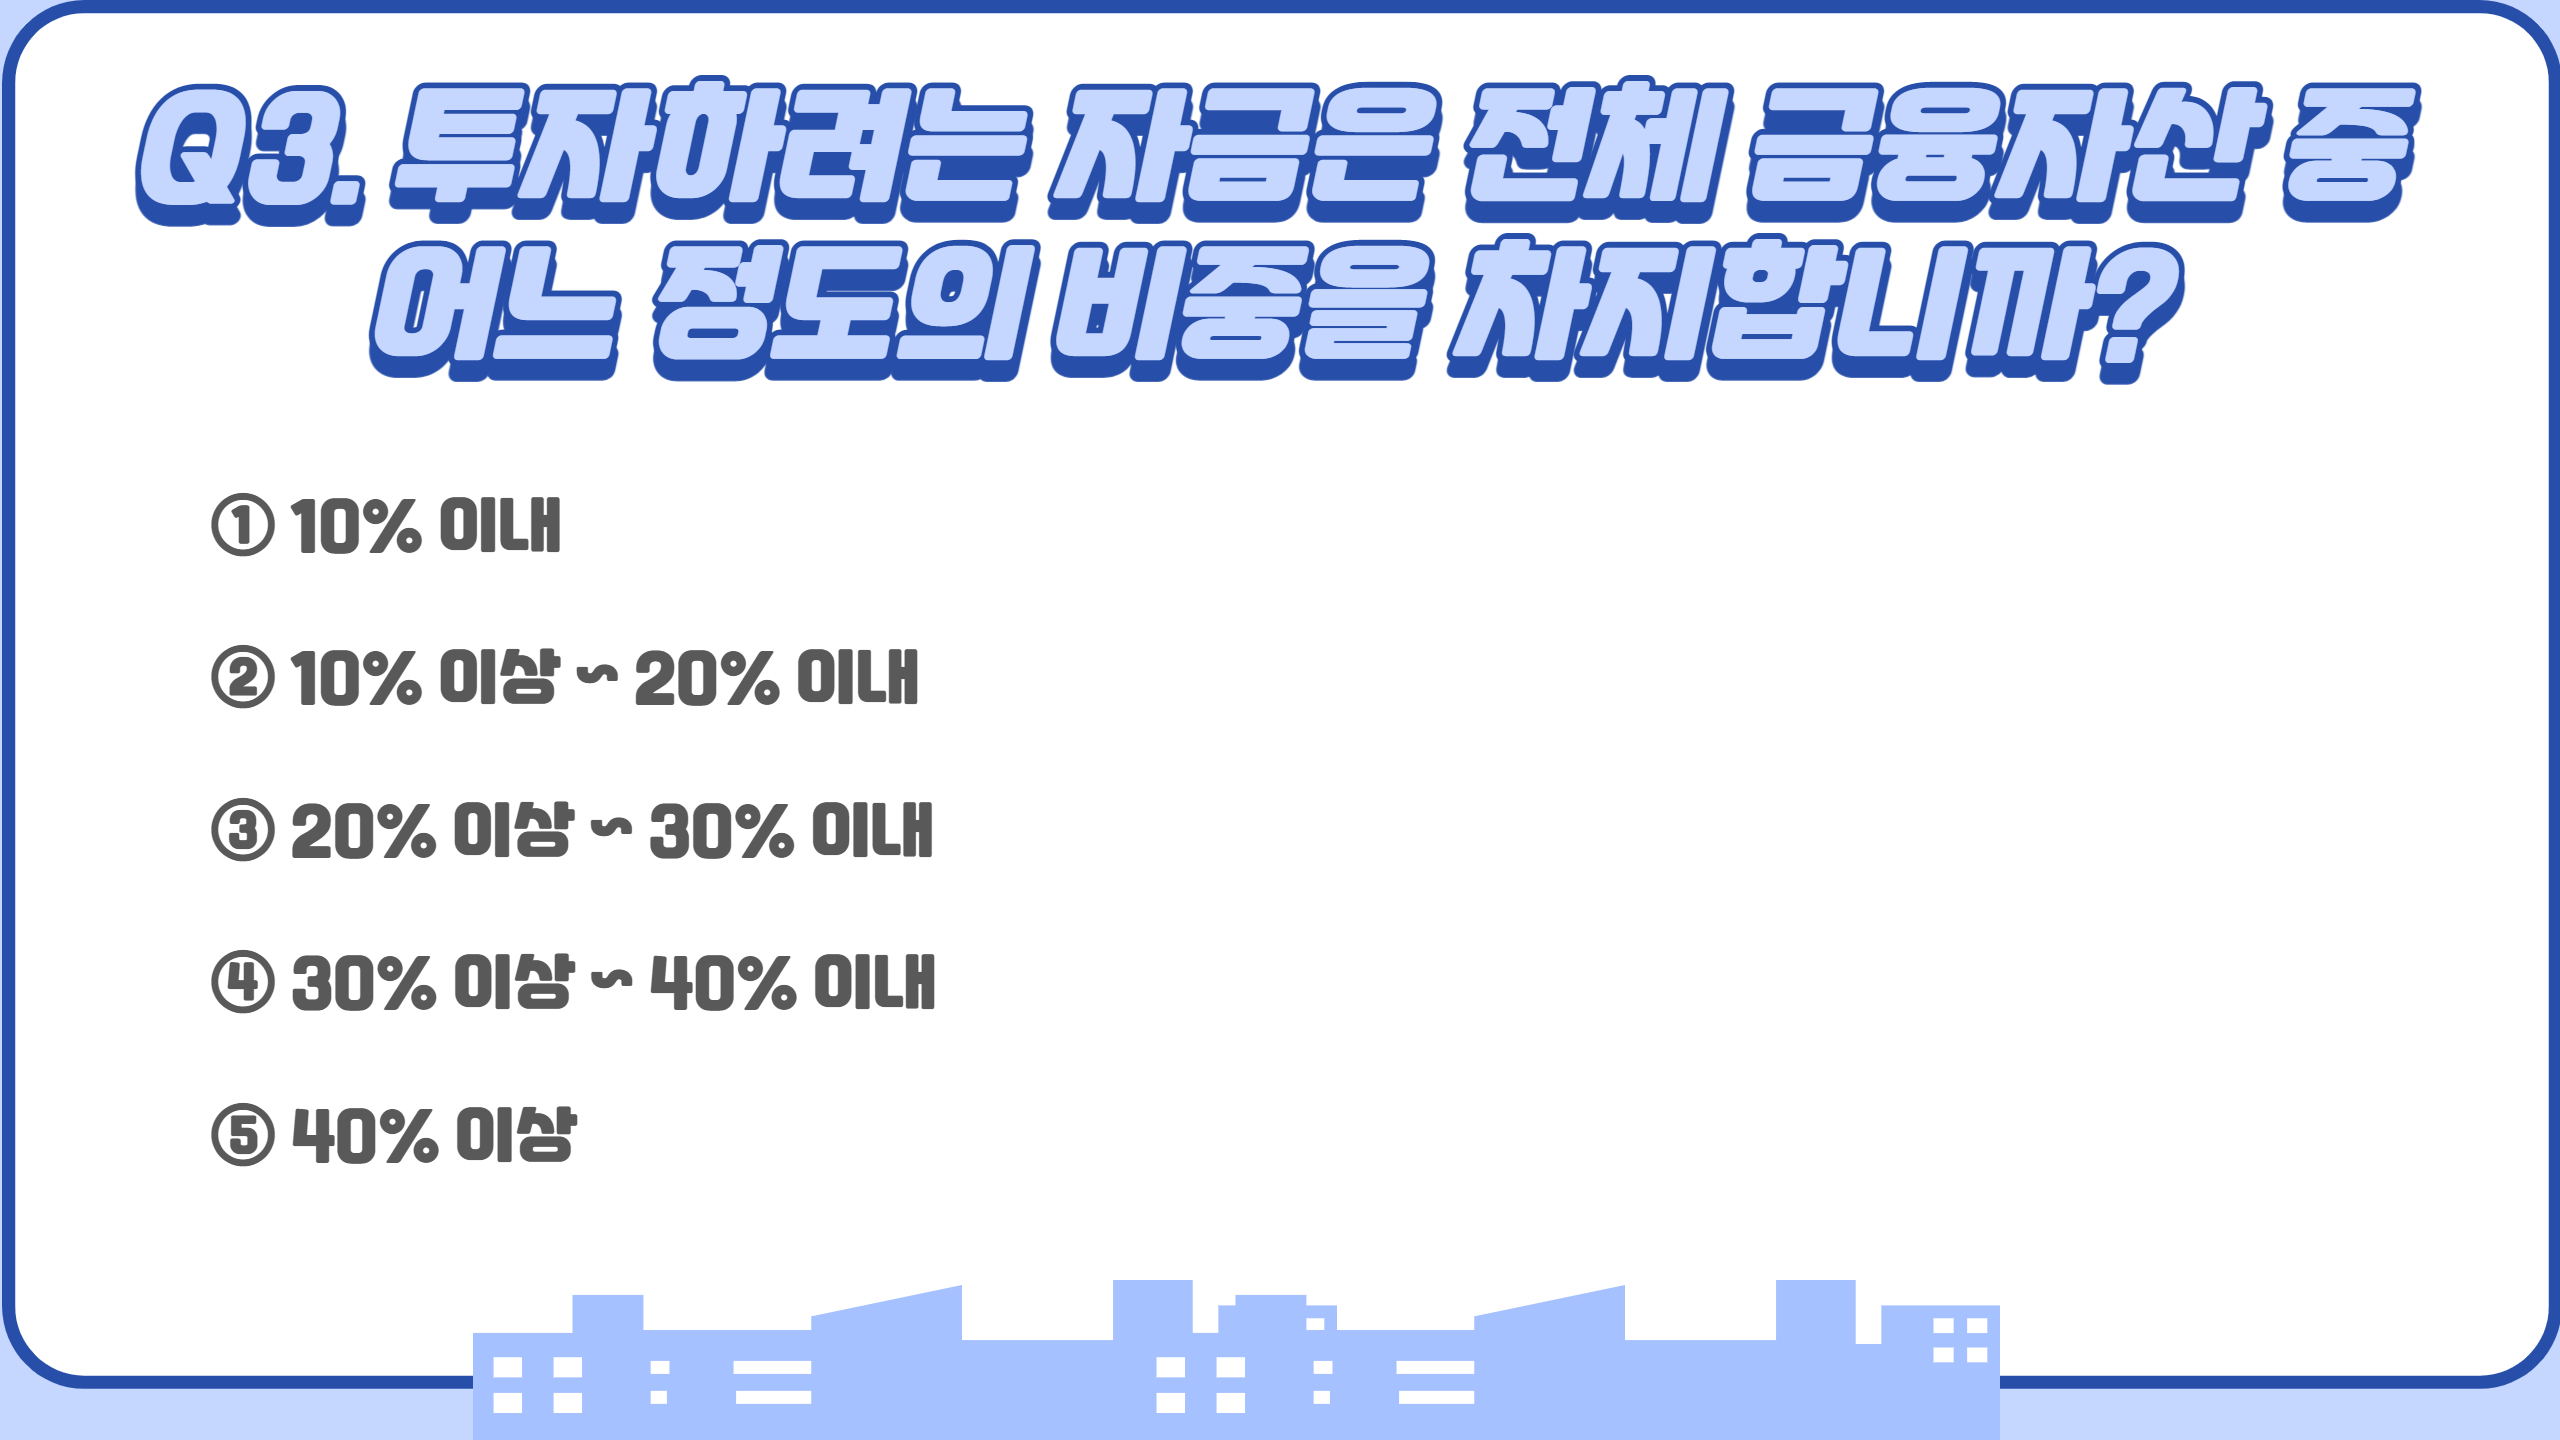 Q3. 투자하려는 자금은 전체 금융자산 중
어느 정도의 비중을 차지합니까?
① 10% 이내
② 10% 이상 ~ 20% 이내
③ 20% 이상 ~ 30% 이내
④ 30% 이상 ~ 40% 이내
⑤ 40% 이상